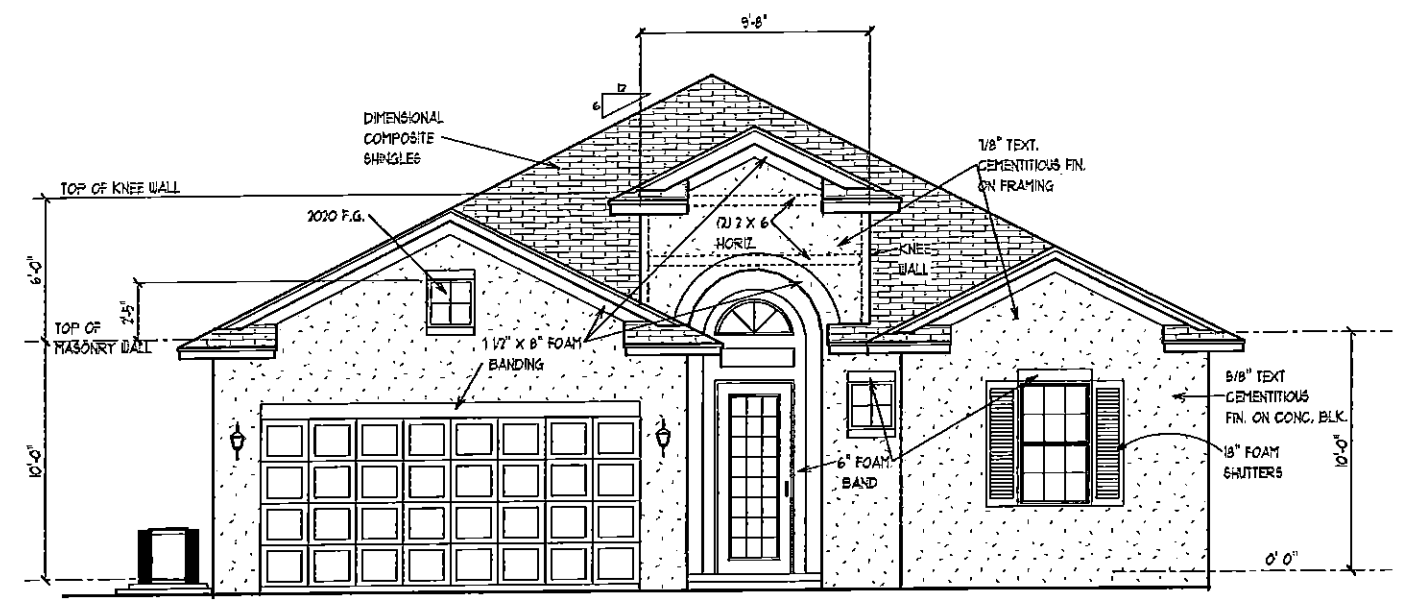 9'-8"
12
6
DIMENSIONAL
COMPOSITE
SHINGLES
7/8" TEXT.
CEMENTITIOUS FIN.
ON FRAMING
TOP OF KNEE WALL
2020 F.G.
(2) 2 X 6
HORIZ.
KNEE
WALL
6'-0"
2'-5"
TOP OF
MASONRY WALL
1 1/2" X 8" FOAM
BANDING
5/8" TEXT
CEMENTITIOUS
FIN. ON CONC. BLK.
10'-0"
10'-0"
6" FOAM
BAND
18" FOAM
SHUTTERS
0' 0"